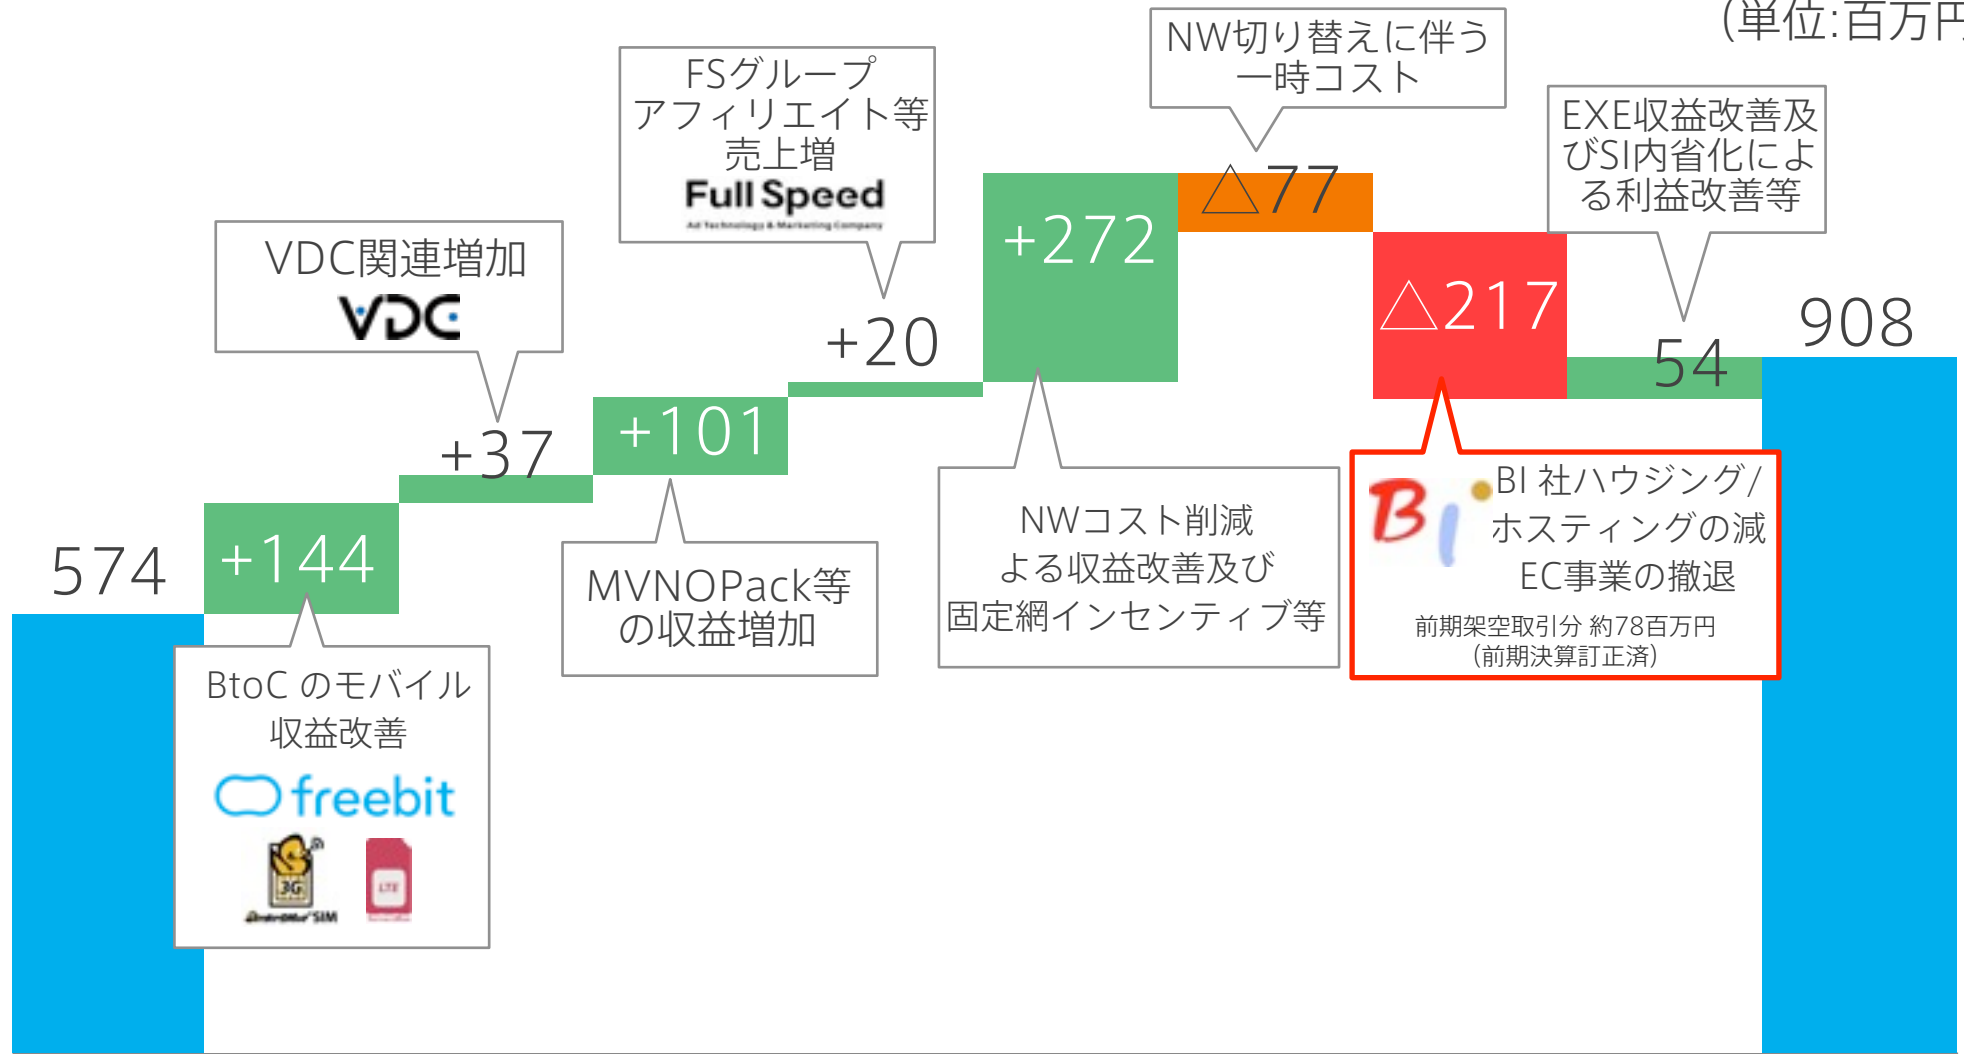 (単位:百万円
NW切り替えに伴う
一時コスト
FSグループ
アフィリエイト等
売上増
Full Speed
Ad Technology & Marketing Company
EXE収益改善及
びSI内省化によ
る利益改善等
VDC関連増加
VDC
574
+144
+37
+101
+20
+272
△77
△217
54
908
BtoC のモバイル
収益改善
freebit
3G
SIM
LTE
MVNOPack等
の収益増加
NWコスト削減
よる収益改善及び
固定網インセンティブ等
BI
BI 社ハウジング/
ホスティングの減
EC事業の撤退
前期架空取引分 約78百万円
(前期決算訂正済)